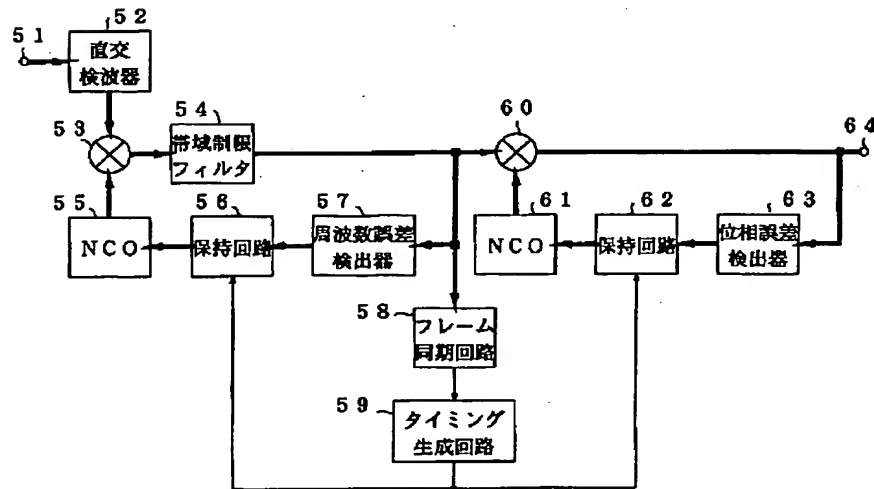 51
52
直交
検波器
53
54
帯域制限
フィルタ
60
64
55
NCO
56
保持回路
57
周波数誤差
検出器
61
NCO
62
保持回路
63
位相誤差
検出器
58
フレーム
同期回路
59
タイミング
生成回路